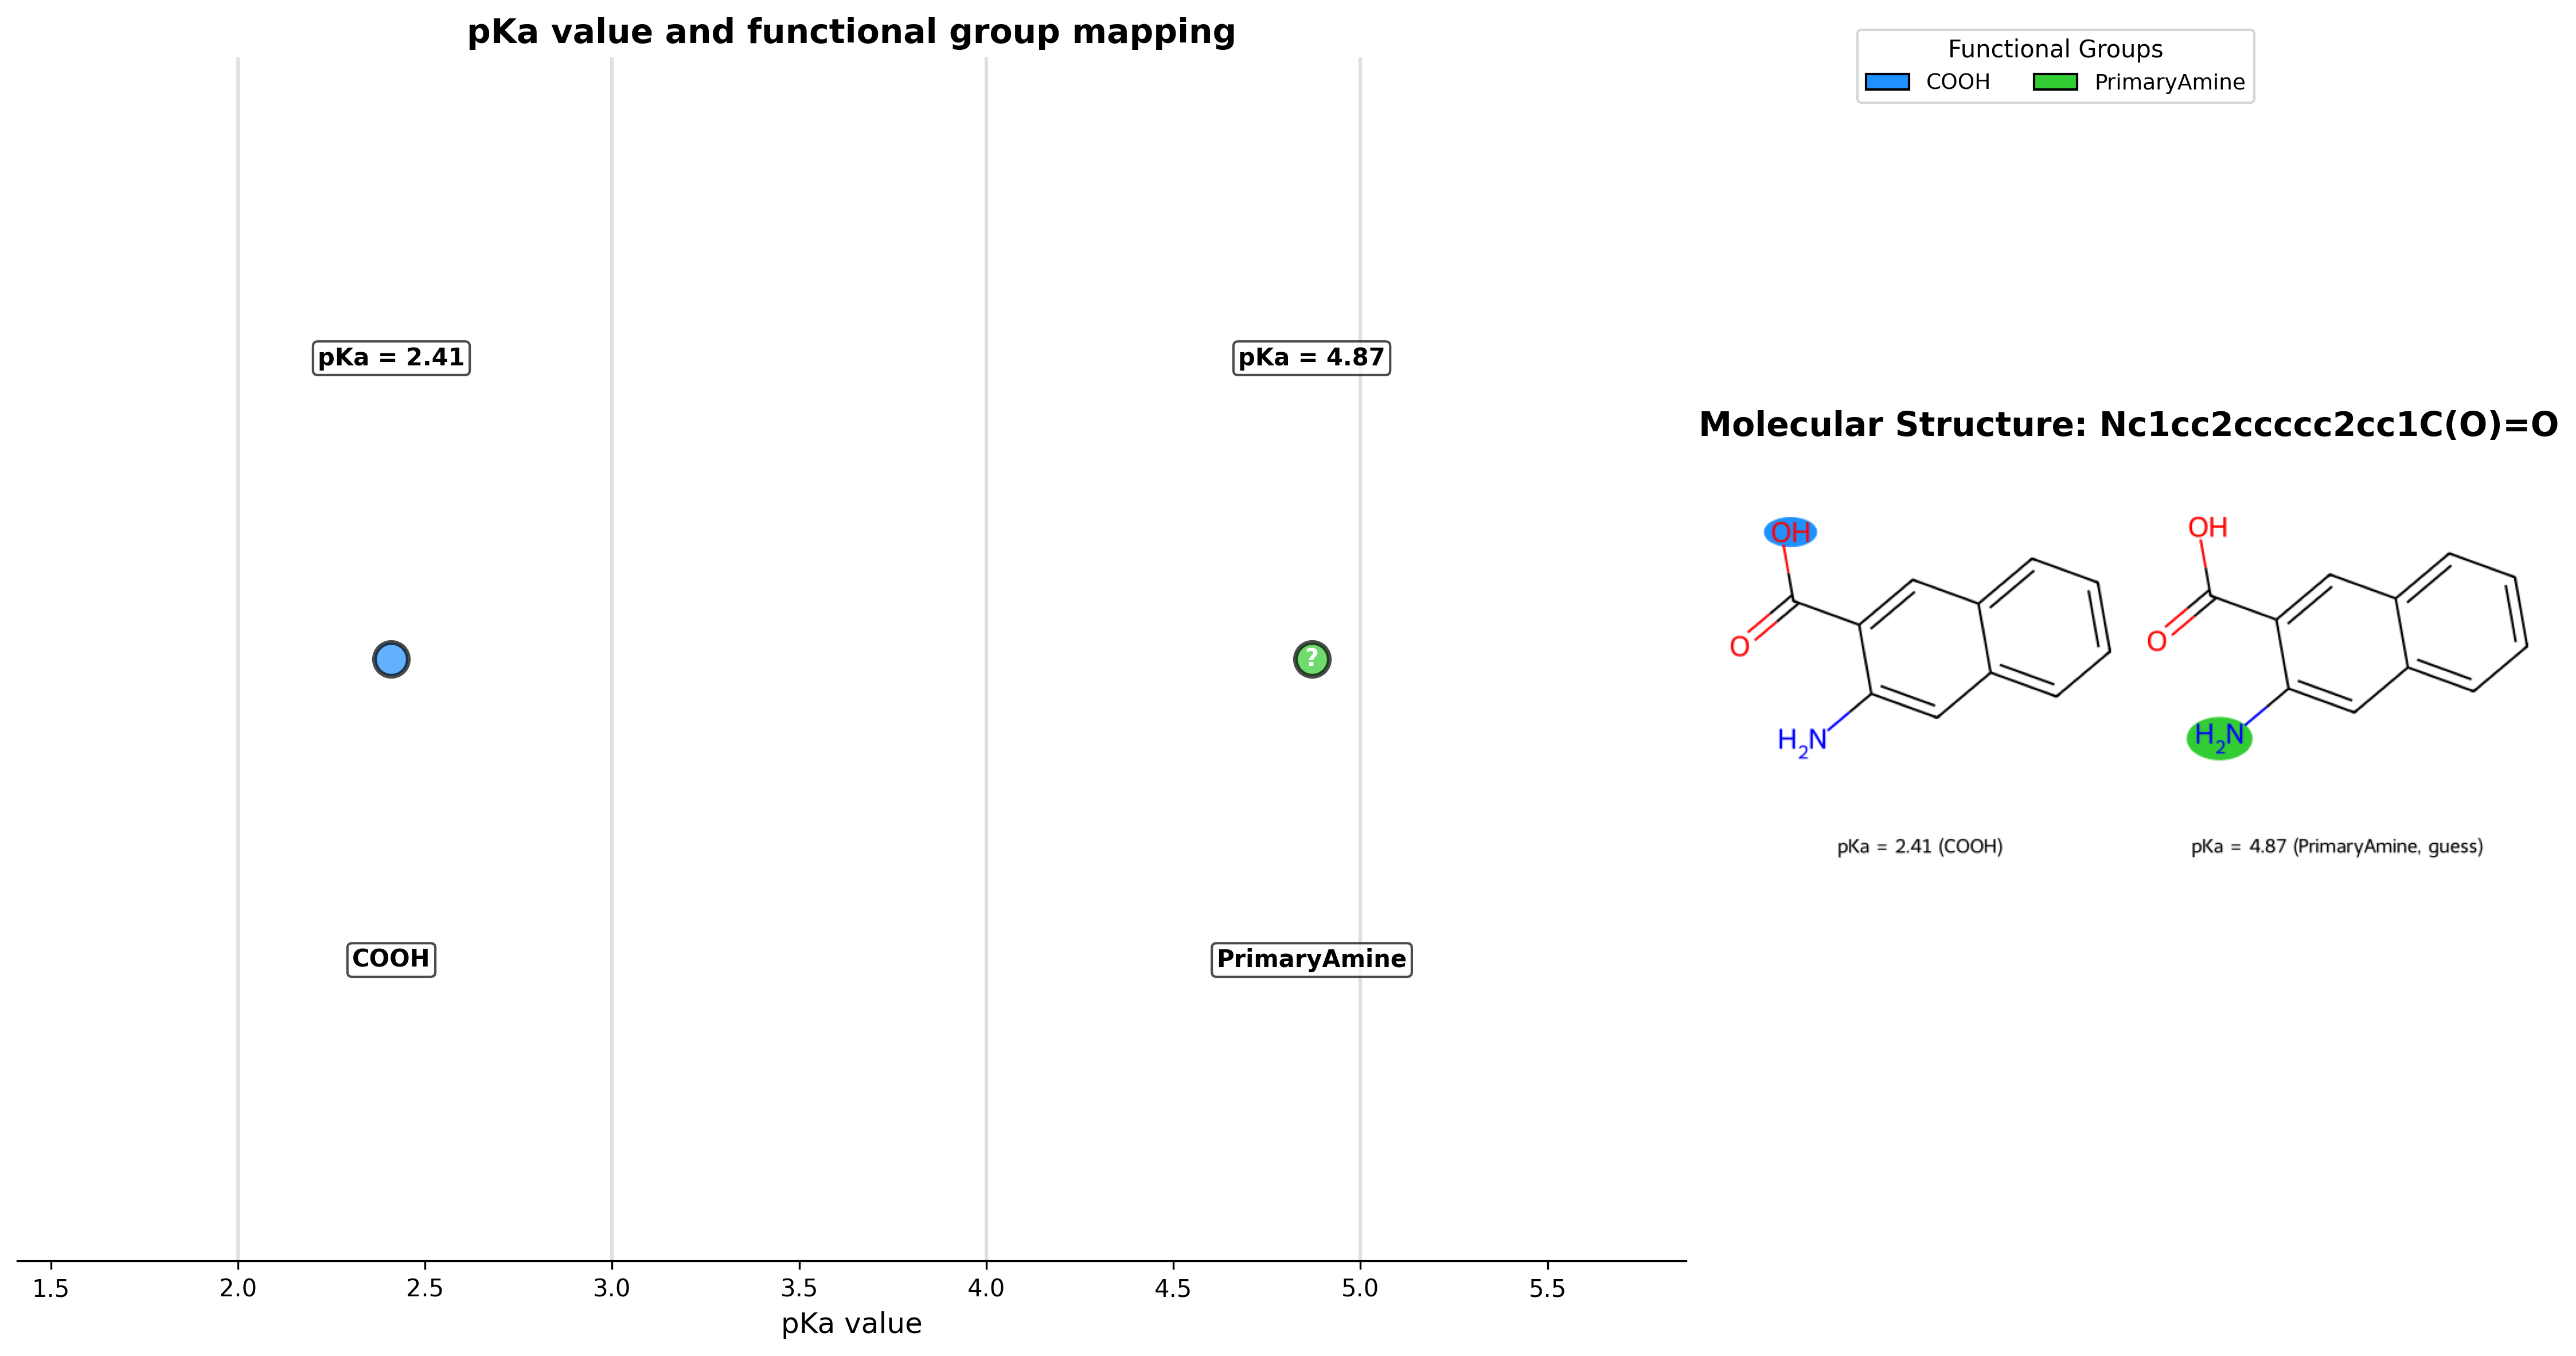 pKa value and functional group mapping
Functional Groups
COOH
PrimaryAmine
pKa = 2.41
pKa = 4.87
?
COOH
PrimaryAmine
1.5 2.0 2.5 3.0 3.5 4.0 4.5 5.0 5.5
pKa value
Molecular Structure: Nc1cc2ccccc2cc1C(O)=O
OH
O
H2N
OH
O
H2N
pKa = 2.41 (COOH)
pKa = 4.87 (PrimaryAmine, guess)